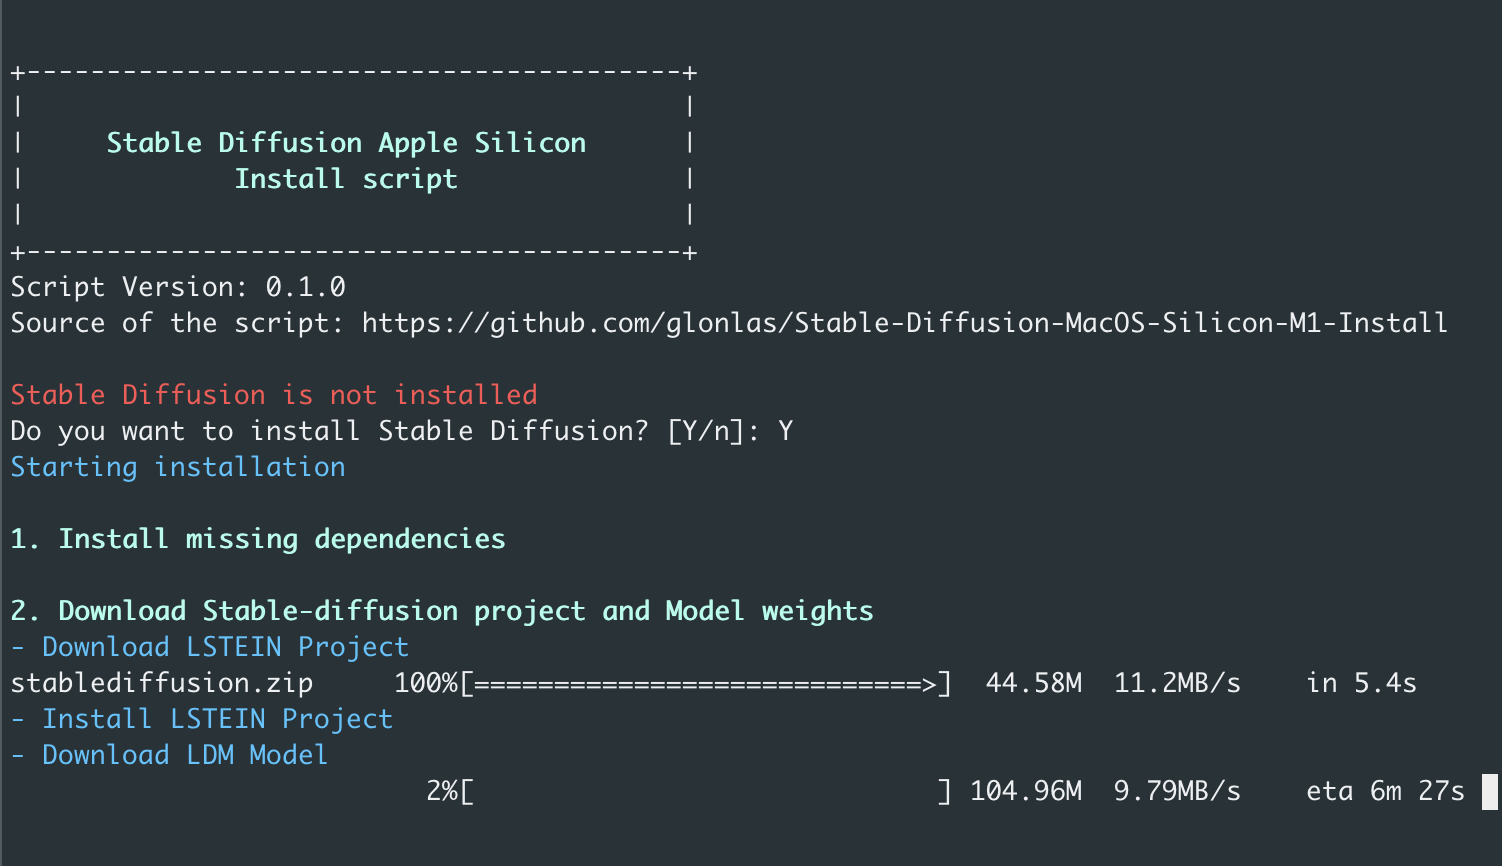 +-----------------------------------------+
|                                         |
|     Stable Diffusion Apple Silicon      |
|             Install script              |
|                                         |
+-----------------------------------------+
Script Version: 0.1.0
Source of the script: https://github.com/glonlas/Stable-Diffusion-MacOS-Silicon-M1-Install
Stable Diffusion is not installed
Do you want to install Stable Diffusion? [Y/n]: Y
Starting installation
1. Install missing dependencies
2. Download Stable-diffusion project and Model weights
- Download LSTEIN Project
stablediffusion.zip     100%[============================>]  44.58M  11.2MB/s    in 5.4s
- Install LSTEIN Project
- Download LDM Model
                          2%[                             ] 104.96M  9.79MB/s    eta 6m 27s